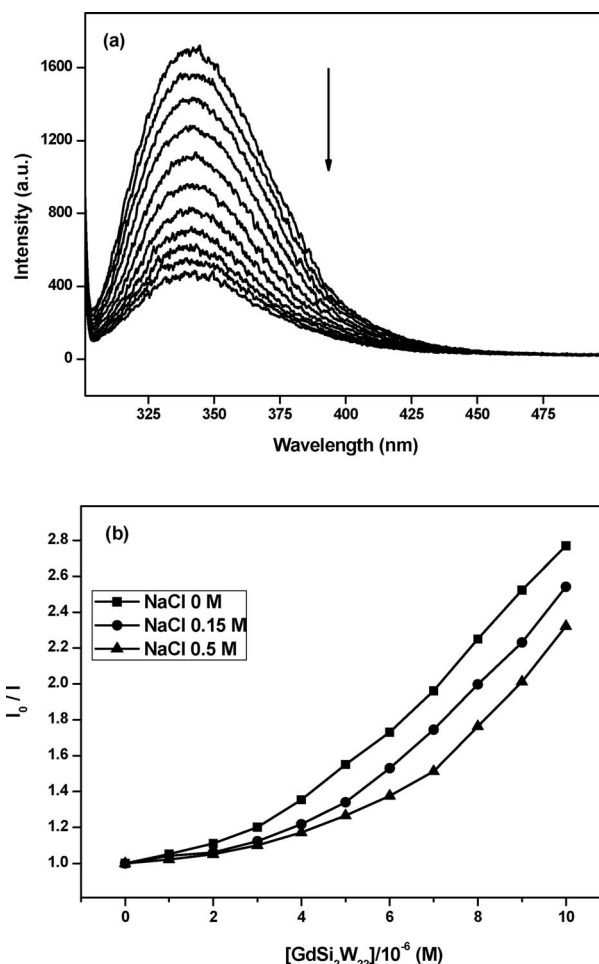 (a)
1600
1200
800
400
0
Intensity (a.u.)
325 350 375 400 425 450 475
Wavelength (nm)
(b)
2.8
2.6
2.4
2.2
2.0
1.8
1.6
1.4
1.2
1.0
I₀ / I
NaCl 0 M
NaCl 0.15 M
NaCl 0.5 M
0 2 4 6 8 10
[GdSi₂W₂₂]/10⁻⁶ (M)